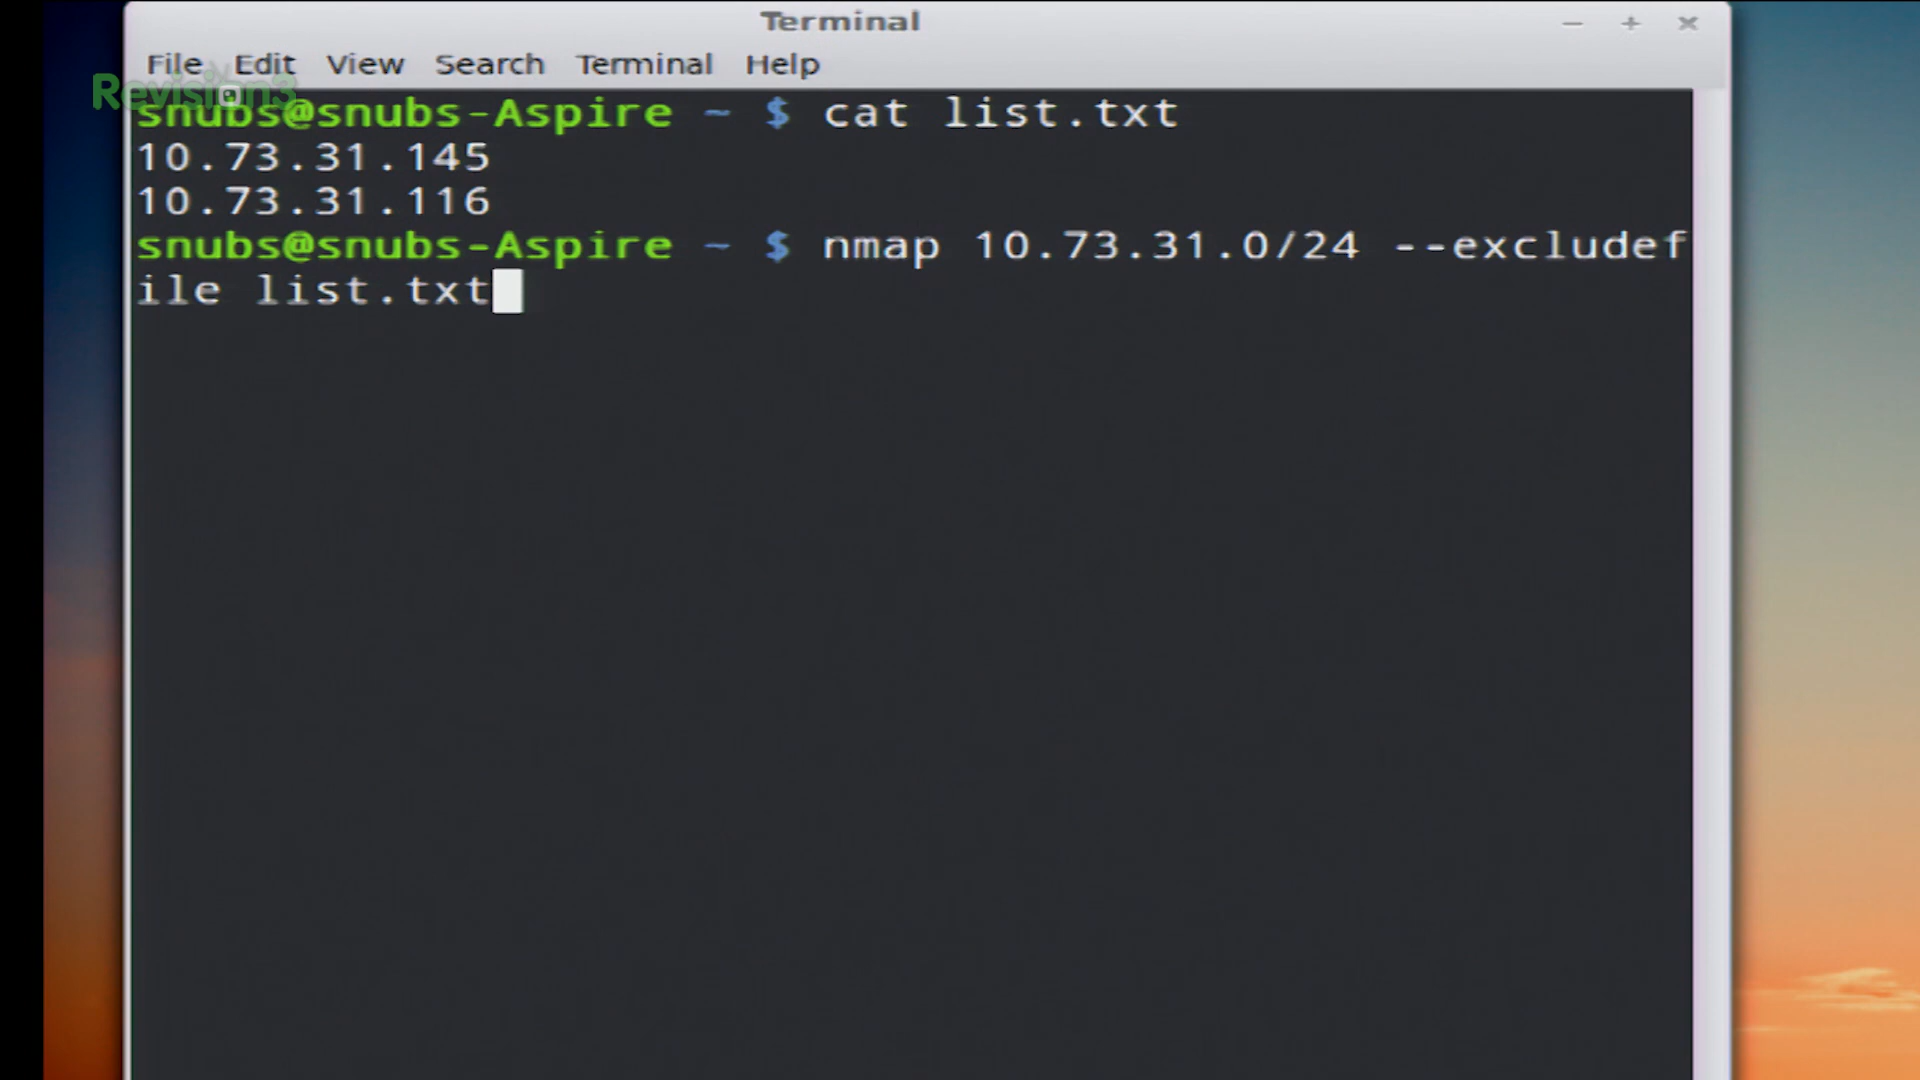 Terminal
File Edit View Search Terminal Help
Revision3
snubs@snubs-Aspire ~ $ cat list.txt
10.73.31.145
10.73.31.116
snubs@snubs-Aspire ~ $ nmap 10.73.31.0/24 --excludef
ile list.txt